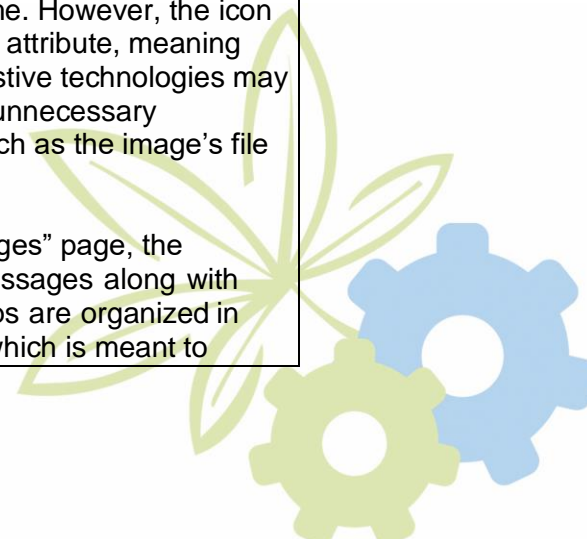 ne. However, the icon
attribute, meaning
stive technologies may
unnecessary
ch as the image’s file
ges” page, the
ssages along with
os are organized in
which is meant to